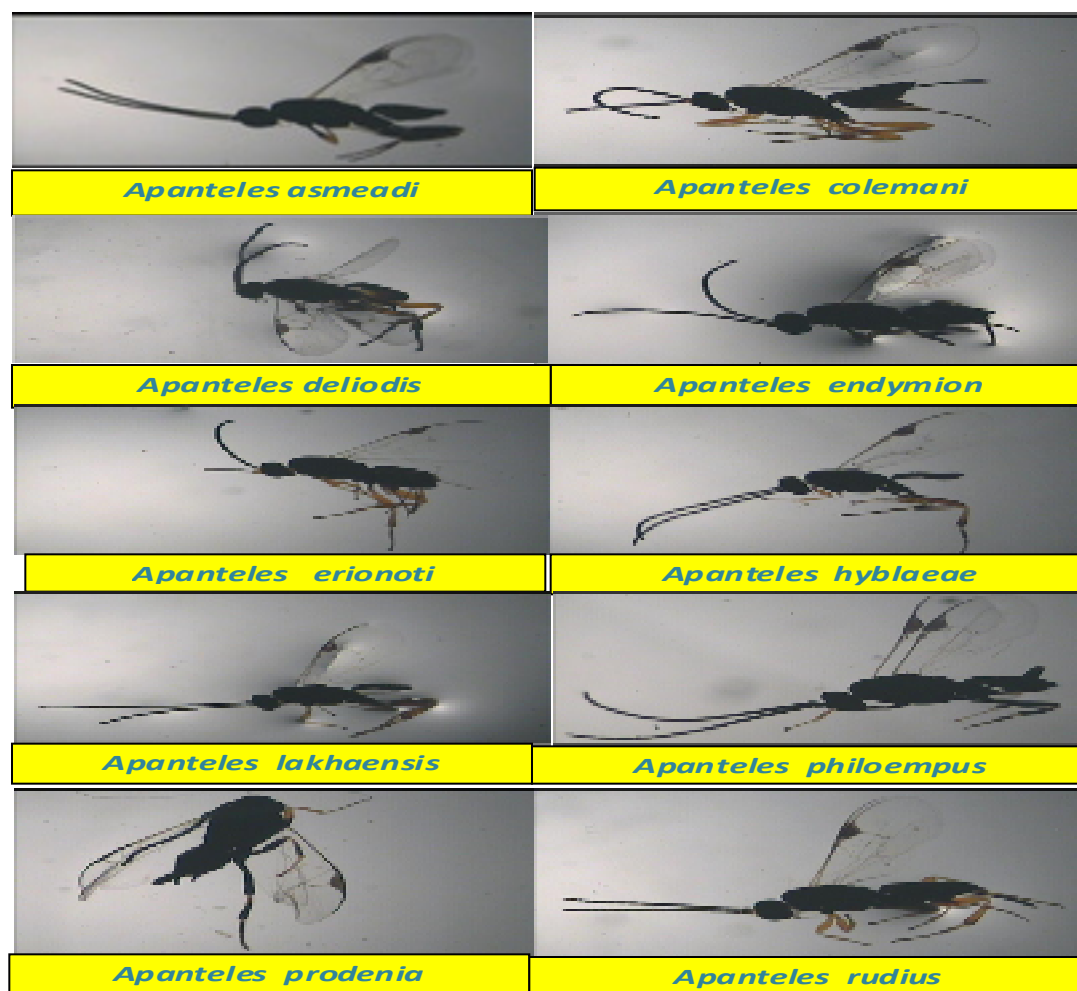 Apanteles asmeadi
Apanteles colemani
Apanteles deliodis
Apanteles endymion
Apanteles erionoti
Apanteles hyblaeae
Apanteles lakhaensis
Apanteles philoempus
Apanteles prodenia
Apanteles rudius